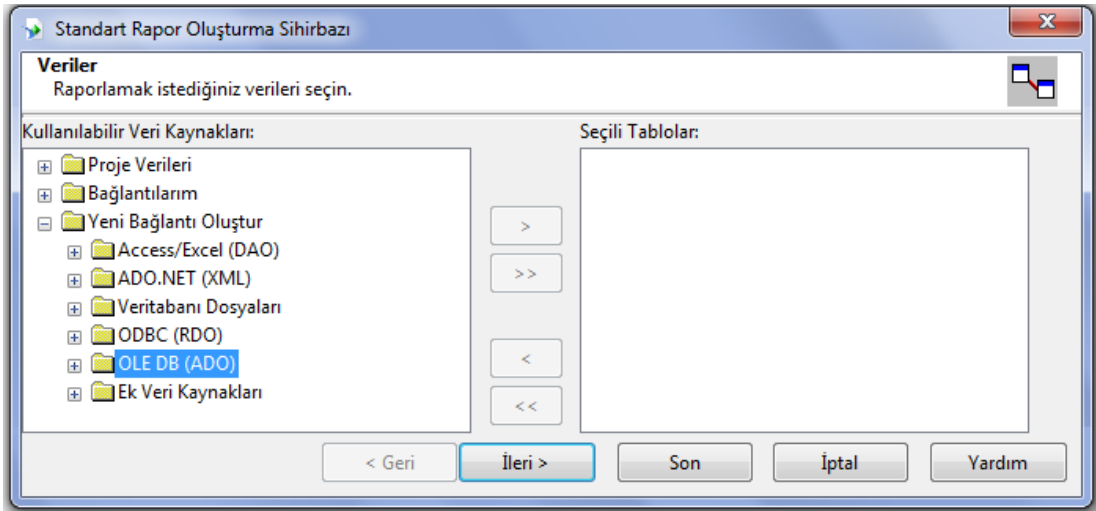 Standart Rapor Oluşturma Sihirbazı
Veriler
Raporlamak istediğiniz verileri seçin.
Kullanılabilir Veri Kaynakları:
Seçili Tablolar:
Proje Verileri
Bağlantılarım
Yeni Bağlantı Oluştur
Access/Excel (DAO)
ADO.NET (XML)
Veritabanı Dosyaları
ODBC (RDO)
OLE DB (ADO)
Ek Veri Kaynakları
>
>>
<
<<
< Geri
İleri >
Son
İptal
Yardım